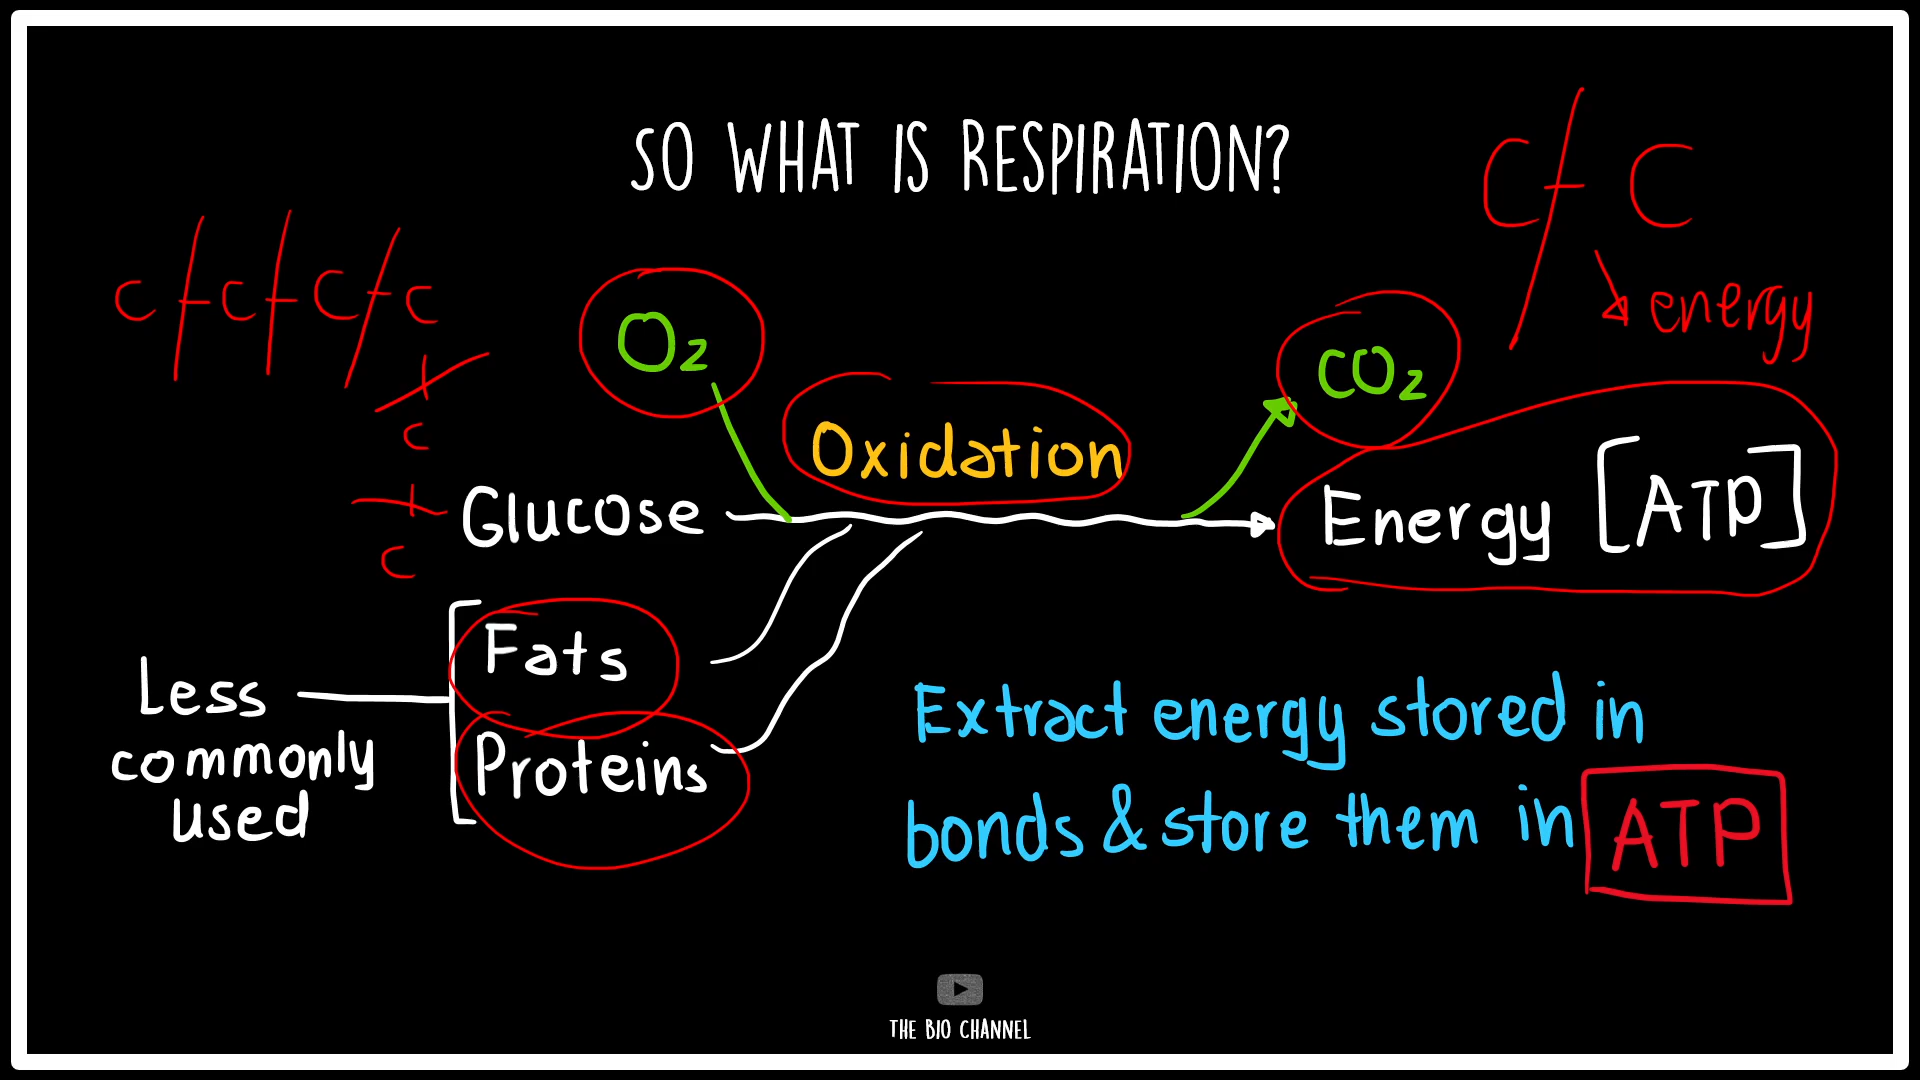 SO WHAT IS RESPIRATION?
C-C
energy
C-C-C-C
C
C
O2
CO2
Oxidation
Glucose
Energy [ATP]
Fats
Proteins
Less
commonly
used
Extract energy stored in
bonds & store them in ATP
THE BIO CHANNEL